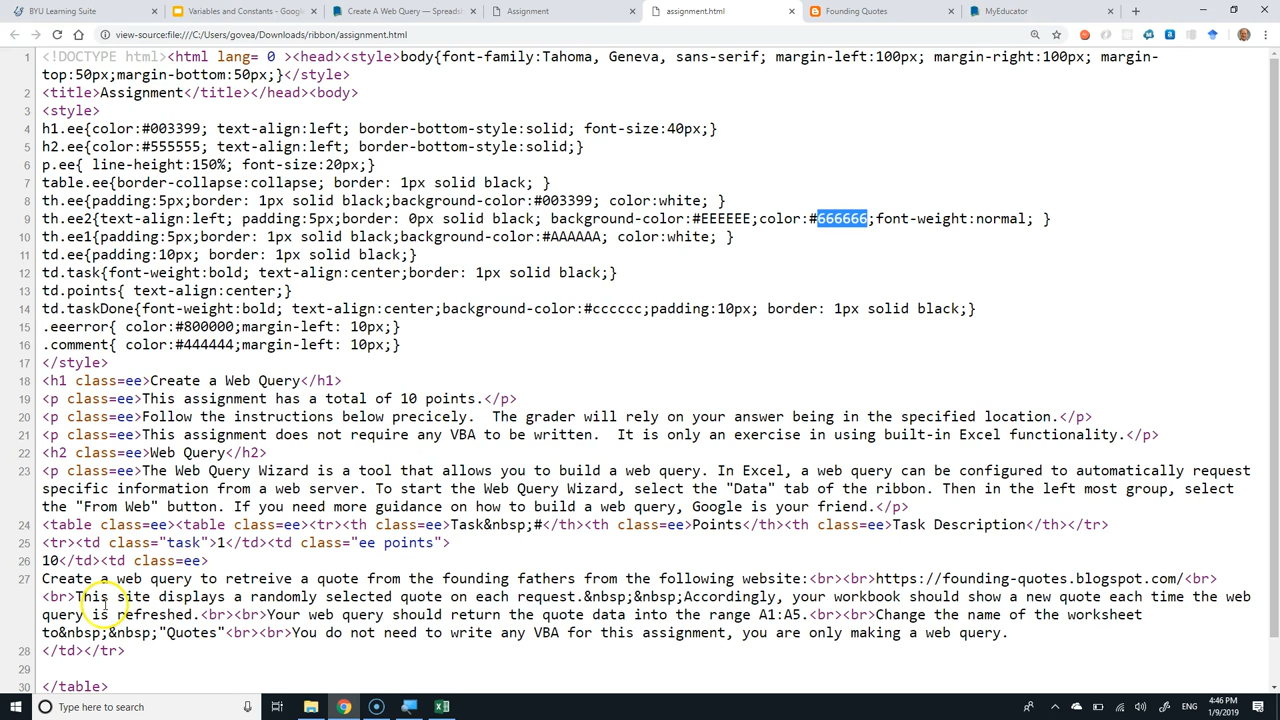 BYU Learning Suite
Variables and Constants - Google
Create A Web Query — Spreads
Assignment
assignment.html
Founding Quotes
MyEducator
view-source:file:///C:/Users/govea/Downloads/ribbon/assignment.html
1 <!DOCTYPE html><html lang= 0 ><head><style>body{font-family:Tahoma, Geneva, sans-serif; margin-left:100px; margin-right:100px; margin-
top:50px;margin-bottom:50px;}</style>
2 <title>Assignment</title></head><body>
3 <style>
4 h1.ee{color:#003399; text-align:left; border-bottom-style:solid; font-size:40px;}
5 h2.ee{color:#555555; text-align:left; border-bottom-style:solid;}
6 p.ee{ line-height:150%; font-size:20px;}
7 table.ee{border-collapse:collapse; border: 1px solid black; }
8 th.ee{padding:5px;border: 1px solid black;background-color:#003399; color:white; }
9 th.ee2{text-align:left; padding:5px;border: 0px solid black; background-color:#EEEEEE;color:#666666;font-weight:normal; }
10 th.ee1{padding:5px;border: 1px solid black;background-color:#AAAAAA; color:white; }
11 td.ee{padding:10px; border: 1px solid black;}
12 td.task{font-weight:bold; text-align:center;border: 1px solid black;}
13 td.points{ text-align:center;}
14 td.taskDone{font-weight:bold; text-align:center;background-color:#cccccc;padding:10px; border: 1px solid black;}
15 .eeerror{ color:#800000;margin-left: 10px;}
16 .comment{ color:#444444;margin-left: 10px;}
17 </style>
18 <h1 class=ee>Create a Web Query</h1>
19 <p class=ee>This assignment has a total of 10 points.</p>
20 <p class=ee>Follow the instructions below precicely.  The grader will rely on your answer being in the specified location.</p>
21 <p class=ee>This assignment does not require any VBA to be written.  It is only an exercise in using built-in Excel functionality.</p>
22 <h2 class=ee>Web Query</h2>
23 <p class=ee>The Web Query Wizard is a tool that allows you to build a web query. In Excel, a web query can be configured to automatically request
specific information from a web server. To start the Web Query Wizard, select the "Data" tab of the ribbon. Then in the left most group, select
the "From Web" button. If you need more guidance on how to build a web query, Google is your friend.</p>
24 <table class=ee><table class=ee><tr><th class=ee>Task&nbsp;#</th><th class=ee>Points</th><th class=ee>Task Description</th></tr>
25 <tr><td class="task">1</td><td class="ee points">
26 10</td><td class=ee>
27 Create a web query to retreive a quote from the founding fathers from the following website:<br><br>https://founding-quotes.blogspot.com/<br>
<br>This site displays a randomly selected quote on each request.&nbsp;&nbsp;Accordingly, your workbook should show a new quote each time the web
query is refreshed.<br><br>Your web query should return the quote data into the range A1:A5.<br><br>Change the name of the worksheet
to&nbsp;&nbsp;"Quotes"<br><br>You do not need to write any VBA for this assignment, you are only making a web query.
28 </td></tr>
29
30 </table>
Type here to search
4:46 PM
1/9/2019